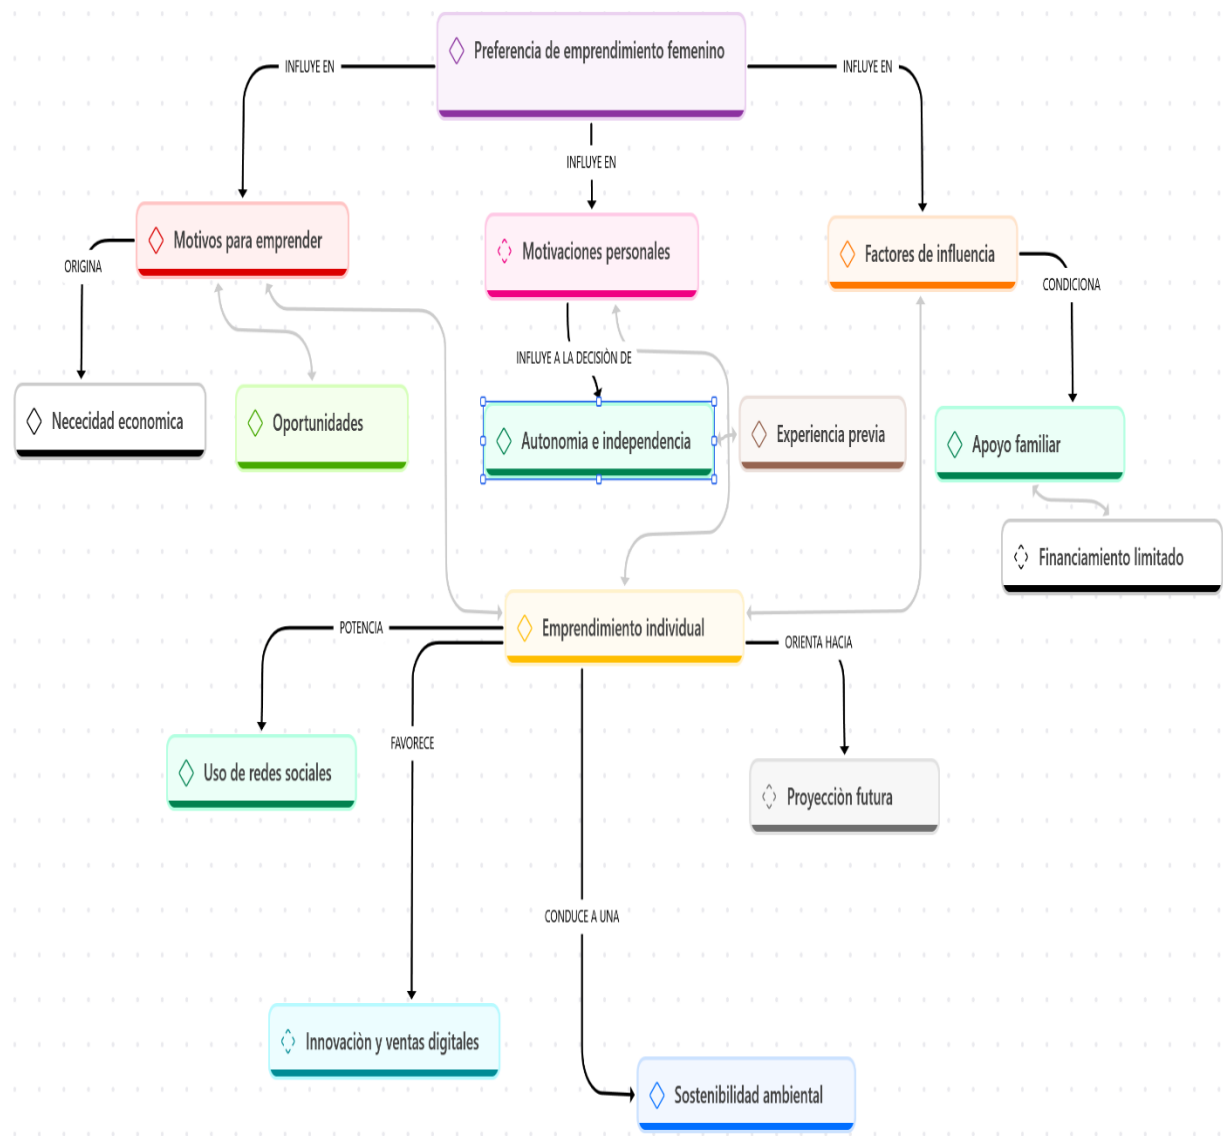 Preferencia de emprendimiento femenino
INFLUYE EN
INFLUYE EN
INFLUYE EN
Motivos para emprender
Motivaciones personales
Factores de influencia
ORIGINA
CONDICIONA
INFLUYE A LA DECISIÒN DE
Nececidad economica
Oportunidades
Autonomia e independencia
Experiencia previa
Apoyo familiar
Financiamiento limitado
Emprendimiento individual
POTENCIA
ORIENTA HACIA
FAVORECE
Uso de redes sociales
Proyecciòn futura
CONDUCE A UNA
Innovaciòn y ventas digitales
Sostenibilidad ambiental